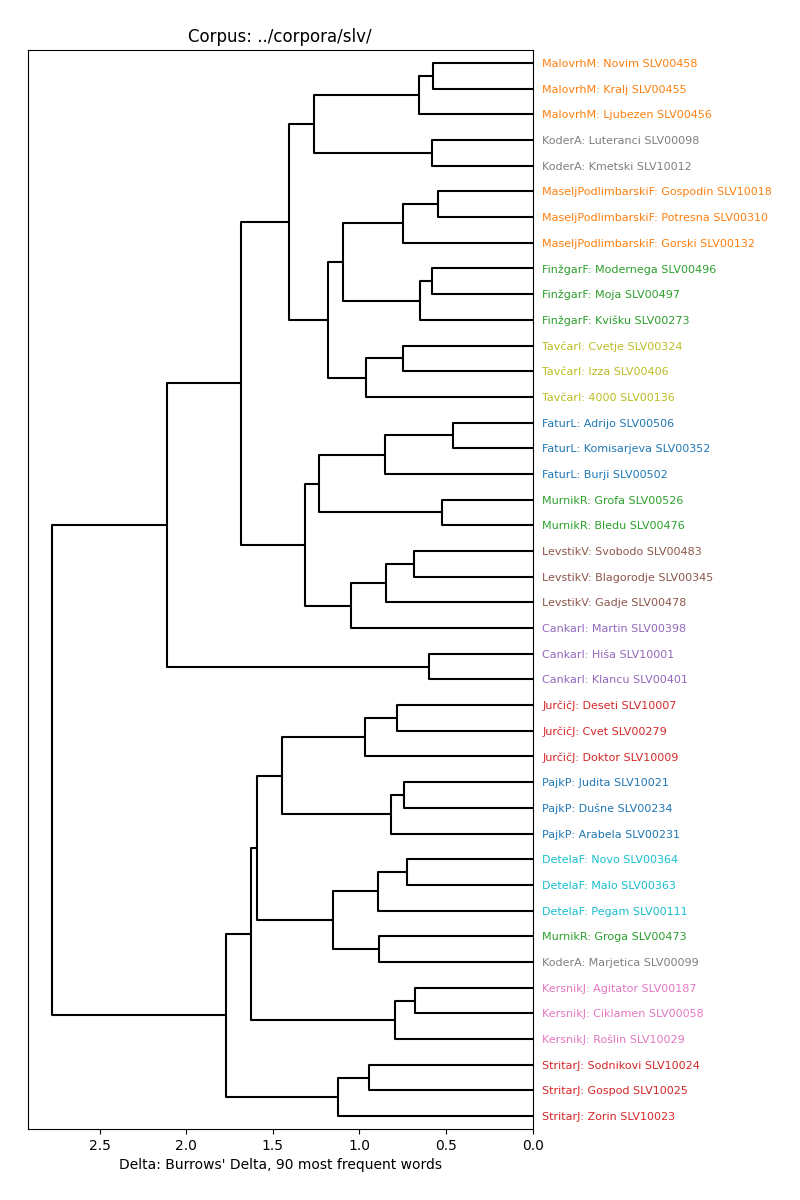 Corpus: ../corpora/slv/
MalovrhM: Novim SLV00458
MalovrhM: Kralj SLV00455
MalovrhM: Ljubezen SLV00456
KoderA: Luteranci SLV00098
KoderA: Kmetski SLV10012
MaseljPodlimbarskiF: Gospodin SLV10018
MaseljPodlimbarskiF: Potresna SLV00310
MaseljPodlimbarskiF: Gorski SLV00132
FinžgarF: Modernega SLV00496
FinžgarF: Moja SLV00497
FinžgarF: Kvišku SLV00273
TavčarI: Cvetje SLV00324
TavčarI: Izza SLV00406
TavčarI: 4000 SLV00136
FaturL: Adrijo SLV00506
FaturL: Komisarjeva SLV00352
FaturL: Burji SLV00502
MurnikR: Grofa SLV00526
MurnikR: Bledu SLV00476
LevstikV: Svobodo SLV00483
LevstikV: Blagorodje SLV00345
LevstikV: Gadje SLV00478
CankarI: Martin SLV00398
CankarI: Hiša SLV10001
CankarI: Klancu SLV00401
JurčičJ: Deseti SLV10007
JurčičJ: Cvet SLV00279
JurčičJ: Doktor SLV10009
PajkP: Judita SLV10021
PajkP: Dušne SLV00234
PajkP: Arabela SLV00231
DetelaF: Novo SLV00364
DetelaF: Malo SLV00363
DetelaF: Pegam SLV00111
MurnikR: Groga SLV00473
KoderA: Marjetica SLV00099
KersnikJ: Agitator SLV00187
KersnikJ: Ciklamen SLV00058
KersnikJ: Rošlin SLV10029
StritarJ: Sodnikovi SLV10024
StritarJ: Gospod SLV10025
StritarJ: Zorin SLV10023
2.5 2.0 1.5 1.0 0.5 0.0
Delta: Burrows' Delta, 90 most frequent words